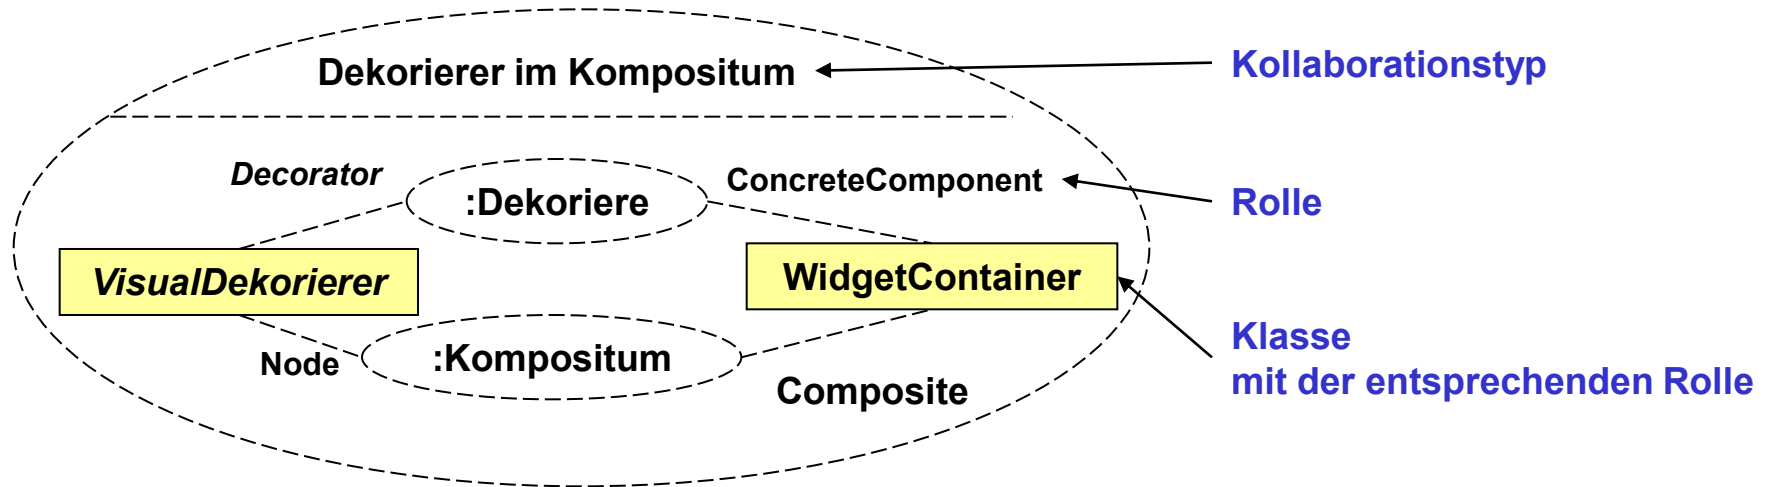 Dekorierer im Kompositum
Kollaborationstyp
Decorator
:Dekoriere
ConcreteComponent
Rolle
VisualDekorierer
WidgetContainer
Node
:Kompositum
Composite
Klasse
mit der entsprechenden Rolle